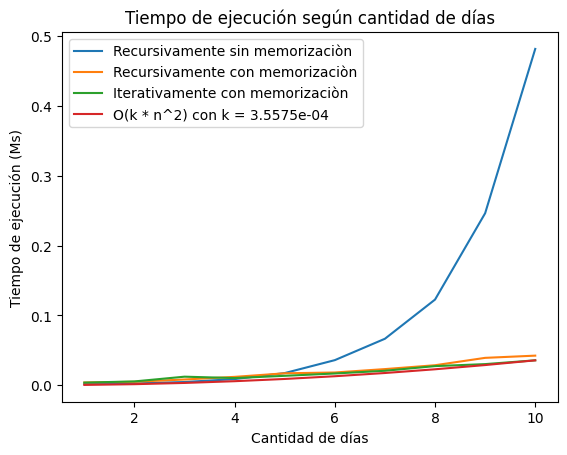 Tiempo de ejecución según cantidad de días
Recursivamente sin memorizaciòn
Recursivamente con memorizaciòn
Iterativamente con memorizaciòn
O(k * n^2) con k = 3.5575e-04
Tiempo de ejecución (Ms)
0.5
0.4
0.3
0.2
0.1
0.0
2
4
6
8
10
Cantidad de días